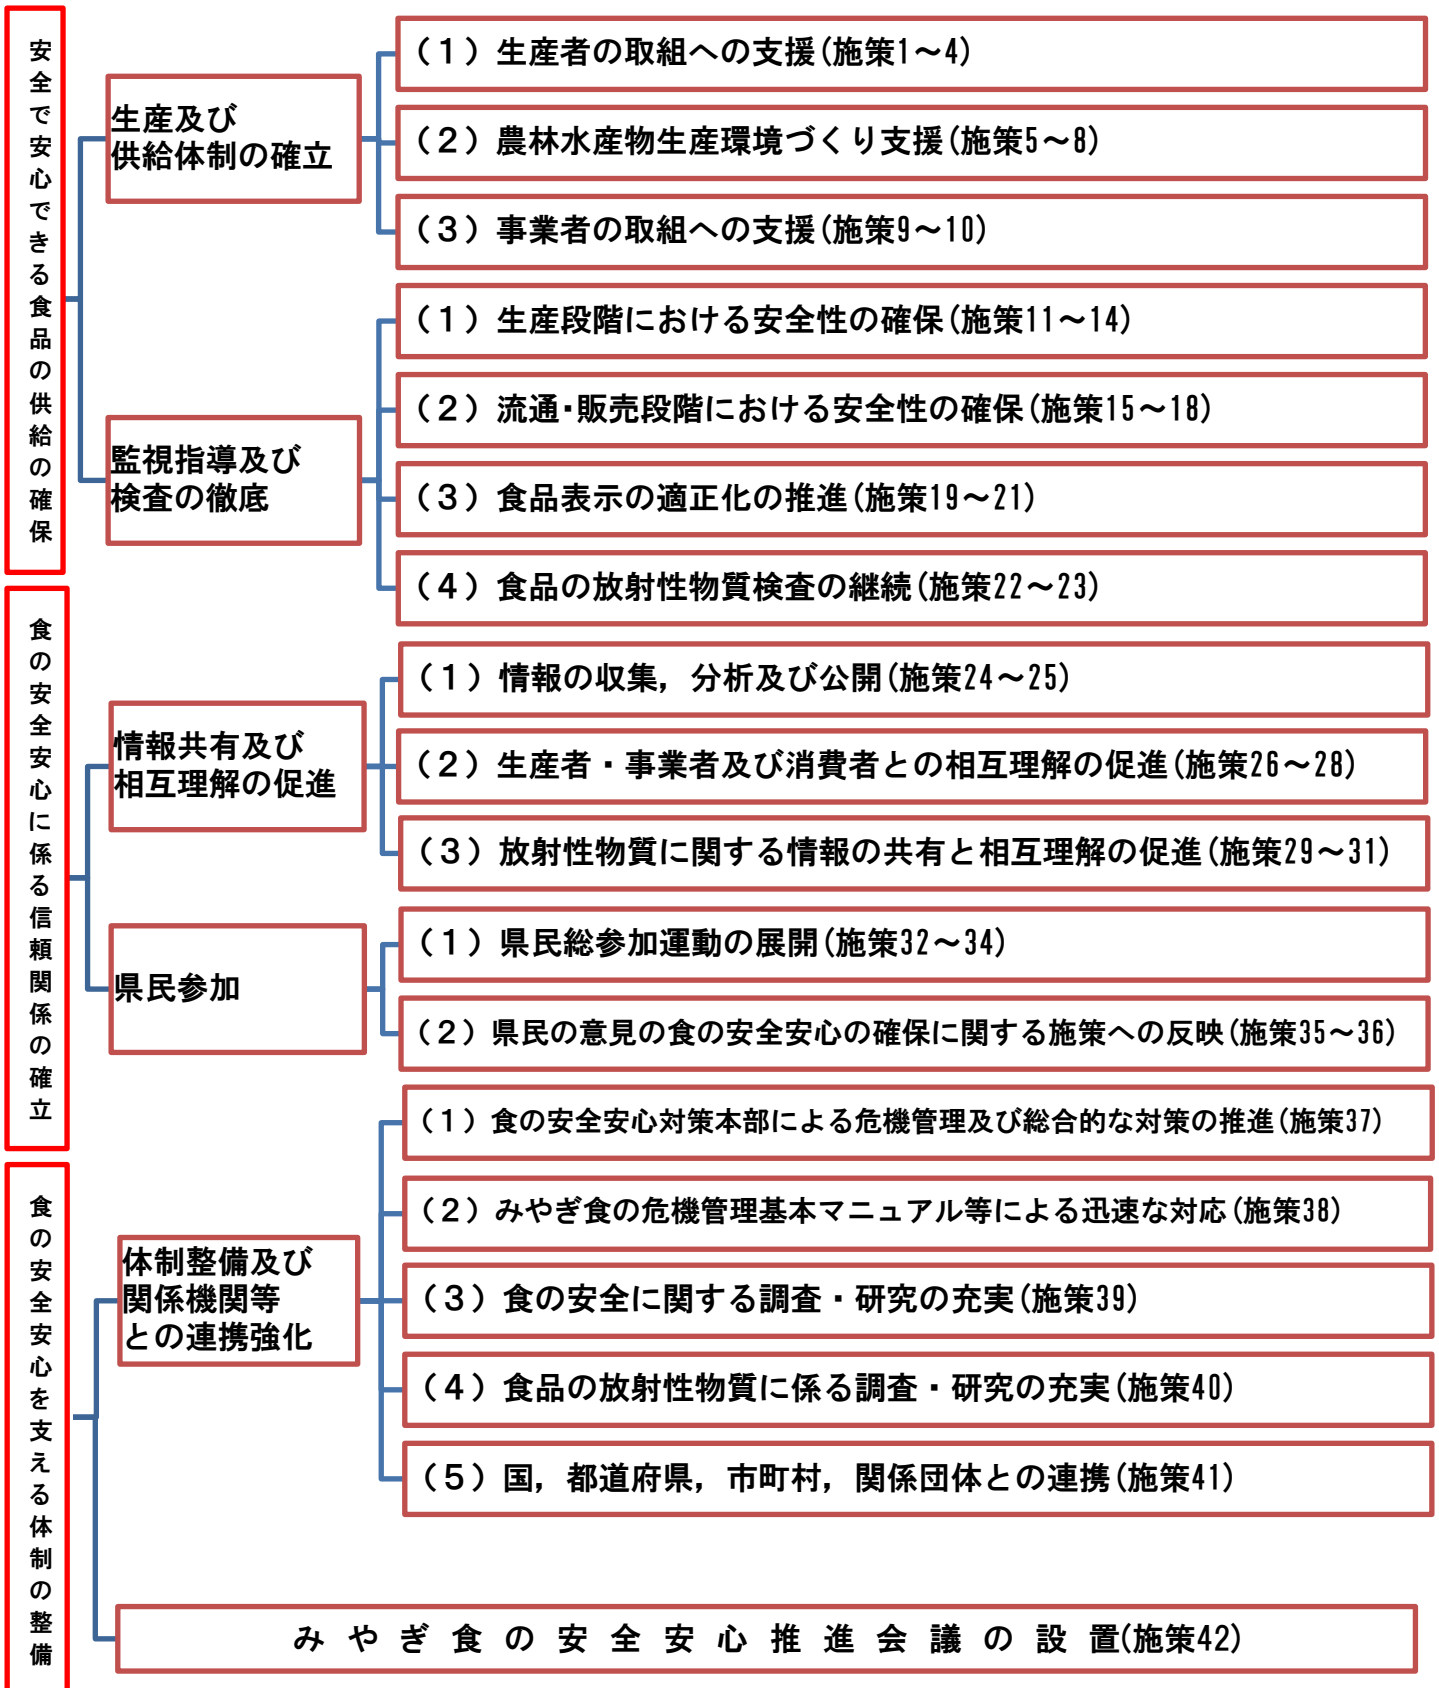 安全で安心できる食品の供給の確保
生産及び
供給体制の確立
（１）生産者の取組への支援(施策1～4)
（２）農林水産物生産環境づくり支援(施策5～8)
（３）事業者の取組への支援(施策9～10)
監視指導及び
検査の徹底
（１）生産段階における安全性の確保(施策11～14)
（２）流通・販売段階における安全性の確保(施策15～18)
（３）食品表示の適正化の推進(施策19～21)
（４）食品の放射性物質検査の継続(施策22～23)
食の安全安心に係る信頼関係の確立
情報共有及び
相互理解の促進
（１）情報の収集，分析及び公開(施策24～25)
（２）生産者・事業者及び消費者との相互理解の促進(施策26～28)
（３）放射性物質に関する情報の共有と相互理解の促進(施策29～31)
県民参加
（１）県民総参加運動の展開(施策32～34)
（２）県民の意見の食の安全安心の確保に関する施策への反映(施策35～36)
食の安全安心を支える体制の整備
体制整備及び
関係機関等
との連携強化
（１）食の安全安心対策本部による危機管理及び総合的な対策の推進(施策37)
（２）みやぎ食の危機管理基本マニュアル等による迅速な対応(施策38)
（３）食の安全に関する調査・研究の充実(施策39)
（４）食品の放射性物質に係る調査・研究の充実(施策40)
（５）国，都道府県，市町村，関係団体との連携(施策41)
みやぎ食の安全安心推進会議の設置(施策42)